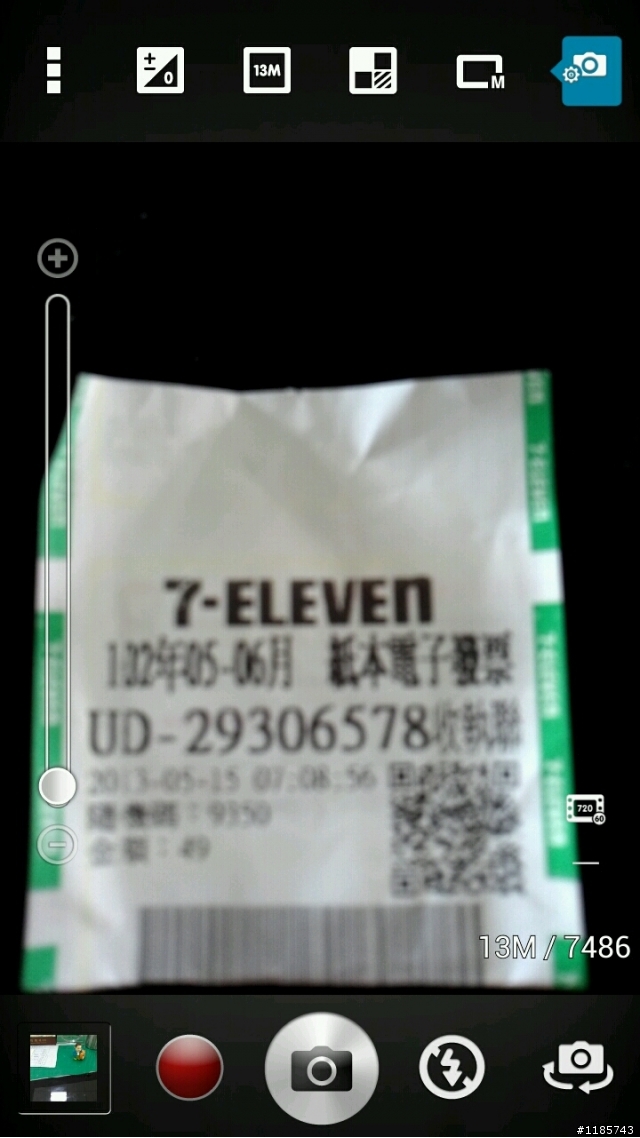 ± 0
13M
M
7-ELEVEN
102年05-06月 紙本電子發票
UD-29306578收執聯
2013-05-15 07:08:56
隨機碼：9350
金額：49
720
60
13M / 7486
#1185743